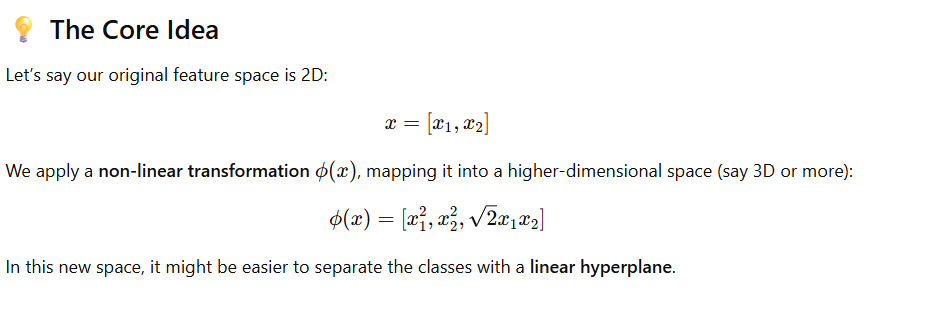 💡 The Core Idea
Let's say our original feature space is 2D:
x = [x₁, x₂]
We apply a non-linear transformation ϕ(x), mapping it into a higher-dimensional space (say 3D or more):
ϕ(x) = [x₁², x₂², √2x₁x₂]
In this new space, it might be easier to separate the classes with a linear hyperplane.